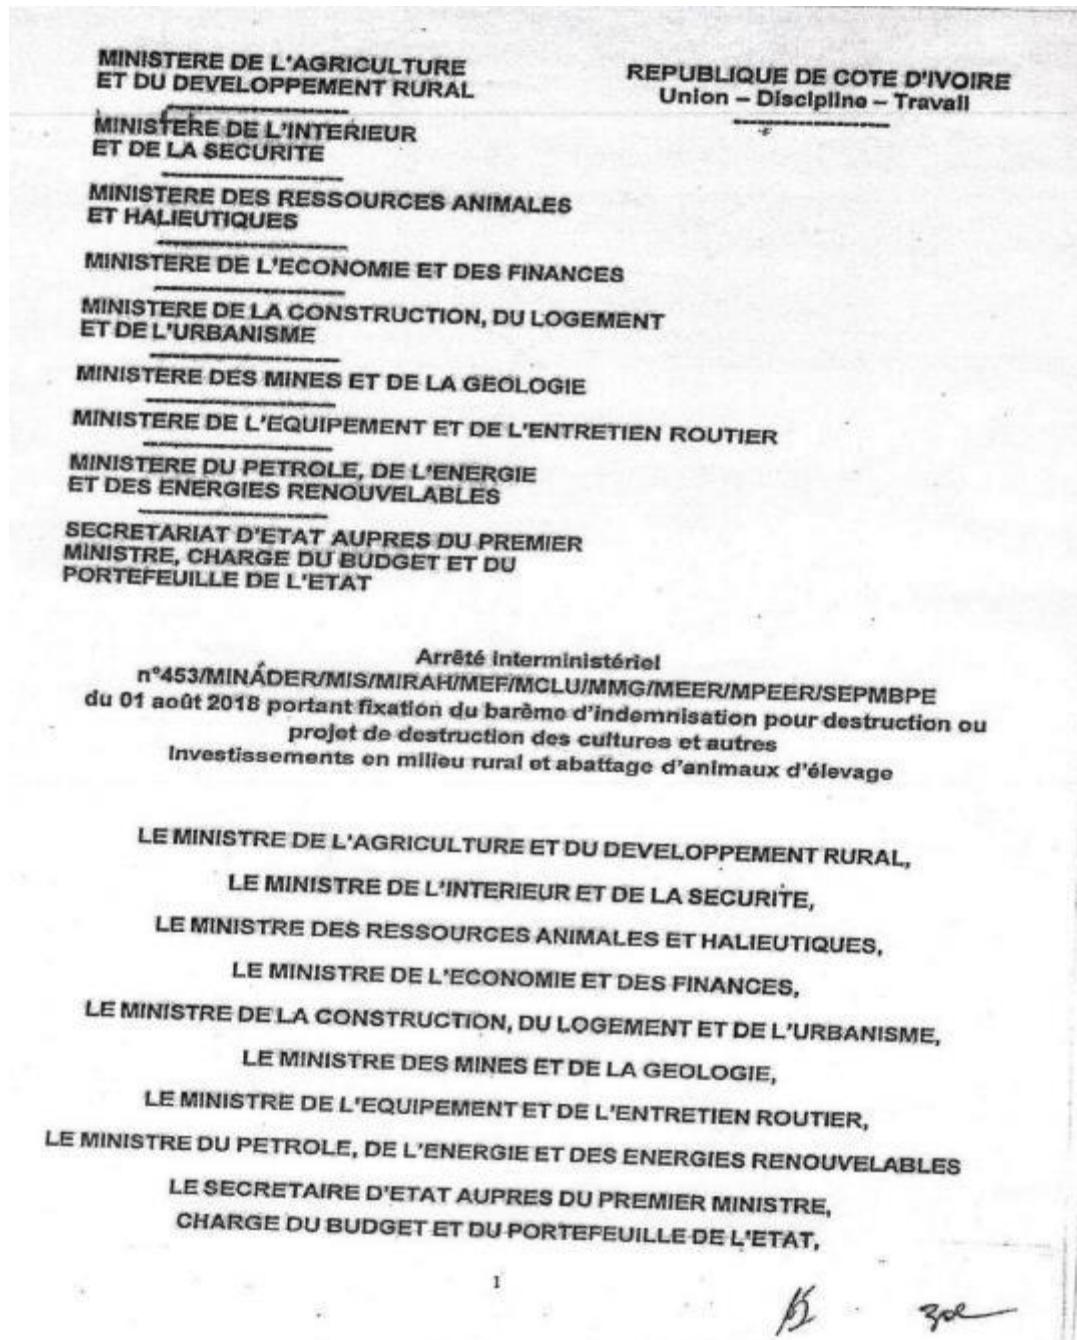 MINISTERE DE L'AGRICULTURE
ET DU DEVELOPPEMENT RURAL
REPUBLIQUE DE COTE D'IVOIRE
Union – Discipline – Travail
MINISTERE DE L'INTERIEUR
ET DE LA SECURITE
MINISTERE DES RESSOURCES ANIMALES
ET HALIEUTIQUES
MINISTERE DE L'ECONOMIE ET DES FINANCES
MINISTERE DE LA CONSTRUCTION, DU LOGEMENT
ET DE L'URBANISME
MINISTERE DES MINES ET DE LA GEOLOGIE
MINISTERE DE L'EQUIPEMENT ET DE L'ENTRETIEN ROUTIER
MINISTERE DU PETROLE, DE L'ENERGIE
ET DES ENERGIES RENOUVELABLES
SECRETARIAT D'ETAT AUPRES DU PREMIER
MINISTRE, CHARGE DU BUDGET ET DU
PORTEFEUILLE DE L'ETAT
Arrêté interministériel
n°453/MINADER/MIS/MIRAH/MEF/MCLU/MMG/MEER/MPEER/SEPMBPE
du 01 août 2018 portant fixation du barème d'indemnisation pour destruction ou
projet de destruction des cultures et autres
Investissements en milieu rural et abattage d'animaux d'élevage
LE MINISTRE DE L'AGRICULTURE ET DU DEVELOPPEMENT RURAL,
LE MINISTRE DE L'INTERIEUR ET DE LA SECURITE,
LE MINISTRE DES RESSOURCES ANIMALES ET HALIEUTIQUES,
LE MINISTRE DE L'ECONOMIE ET DES FINANCES,
LE MINISTRE DE LA CONSTRUCTION, DU LOGEMENT ET DE L'URBANISME,
LE MINISTRE DES MINES ET DE LA GEOLOGIE,
LE MINISTRE DE L'EQUIPEMENT ET DE L'ENTRETIEN ROUTIER,
LE MINISTRE DU PETROLE, DE L'ENERGIE ET DES ENERGIES RENOUVELABLES
LE SECRETAIRE D'ETAT AUPRES DU PREMIER MINISTRE,
CHARGE DU BUDGET ET DU PORTEFEUILLE DE L'ETAT,
1